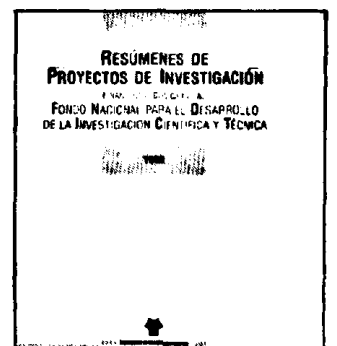 RESÚMENES DE
PROYECTOS DE INVESTIGACIÓN
FONDO NACIONAL PARA EL DESARROLLO
DE LA INVESTIGACIÓN CIENTÍFICA Y TÉCNICA